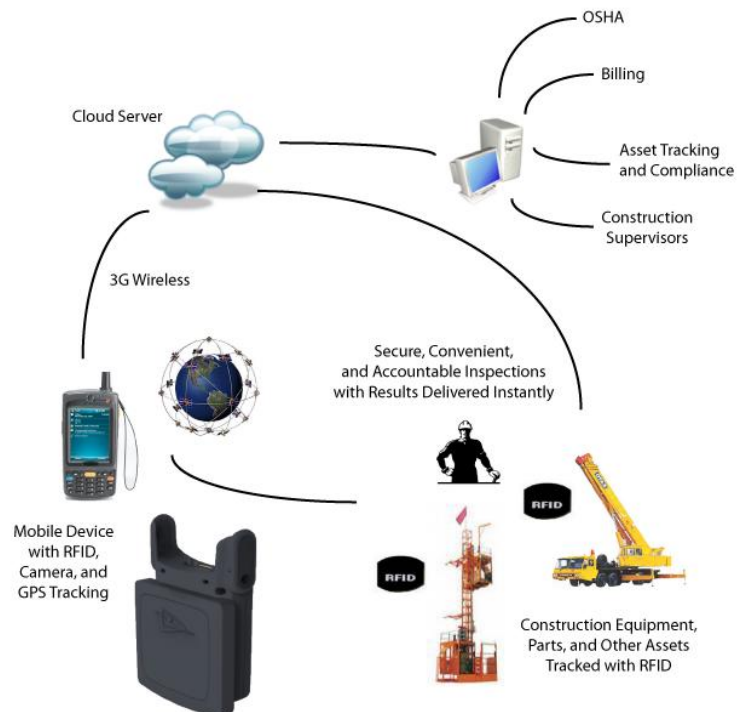 OSHA
Billing
Cloud Server
Asset Tracking
and Compliance
Construction
Supervisors
3G Wireless
Secure, Convenient,
and Accountable Inspections
with Results Delivered Instantly
RFID
RFID
Mobile Device
with RFID,
Camera, and
GPS Tracking
Construction Equipment,
Parts, and Other Assets
Tracked with RFID